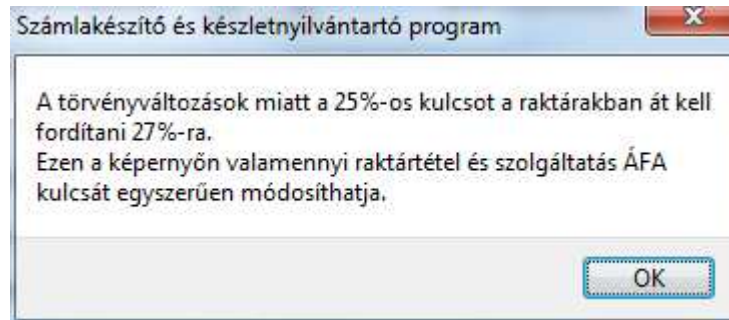 Számlakészítő és készletnyilvántartó program
A törvényváltozások miatt a 25%-os kulcsot a raktárakban át kell
fordítani 27%-ra.
Ezen a képernyőn valamennyi raktártétel és szolgáltatás ÁFA
kulcsát egyszerűen módosíthatja.
OK